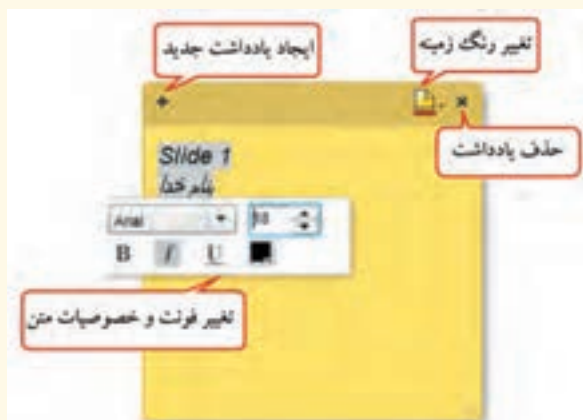 تغییر رنگ زمینه
ایجاد یادداشت جدید
حذف یادداشت
Slide 1
بنام خدا
Arial
B I U
تغییر فونت و خصوصیات متن